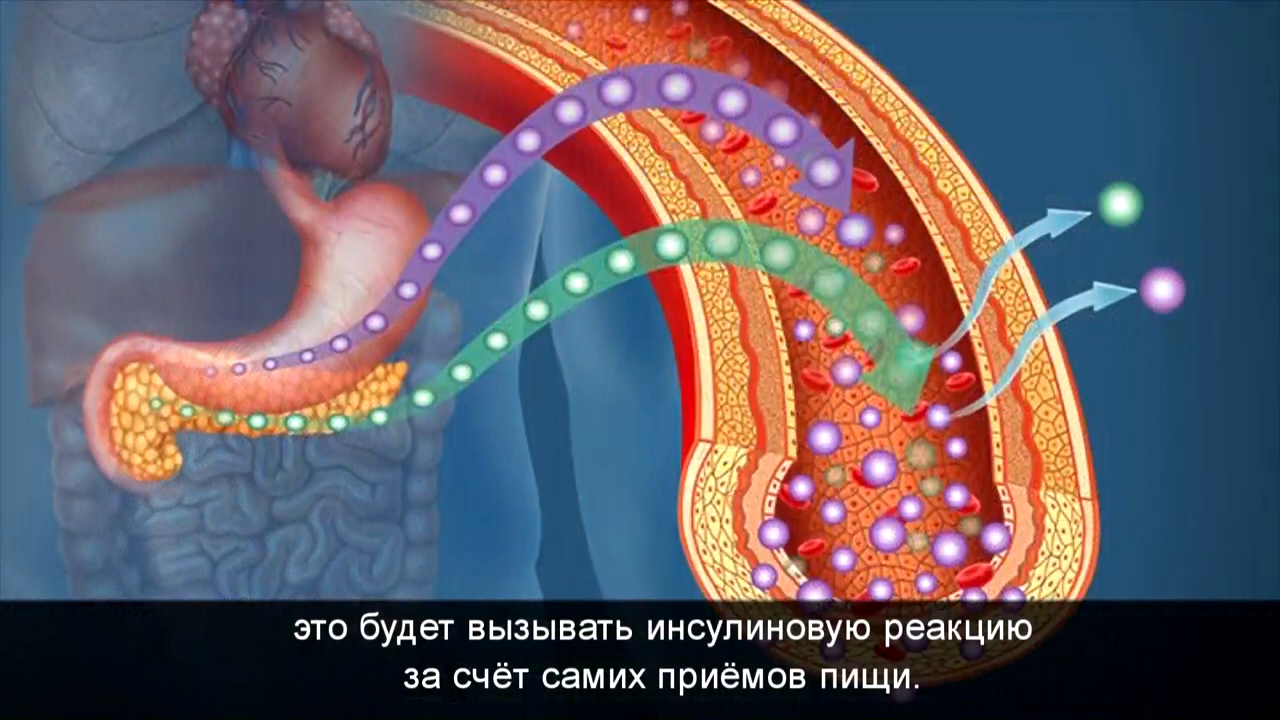 это будет вызывать инсулиновую реакцию
за счёт самих приёмов пищи.